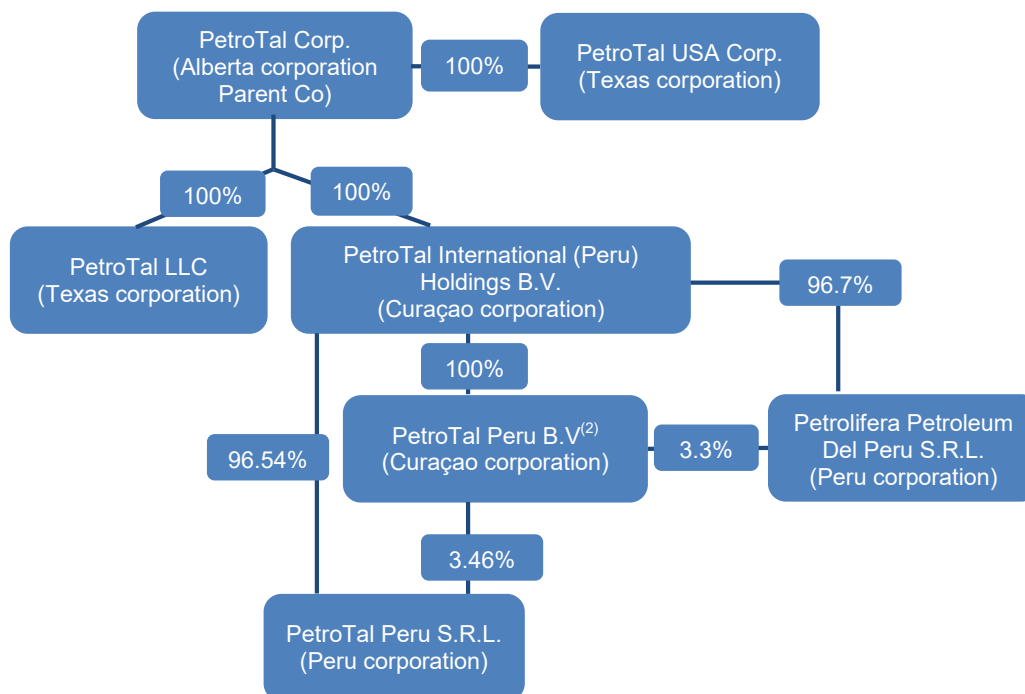 PetroTal Corp.
(Alberta corporation
Parent Co)
100%
PetroTal USA Corp.
(Texas corporation)
100%
100%
PetroTal LLC
(Texas corporation)
PetroTal International (Peru)
Holdings B.V.
(Curaçao corporation)
96.7%
100%
PetroTal Peru B.V(2)
(Curaçao corporation)
3.3%
Petrolifera Petroleum
Del Peru S.R.L.
(Peru corporation)
96.54%
3.46%
PetroTal Peru S.R.L.
(Peru corporation)